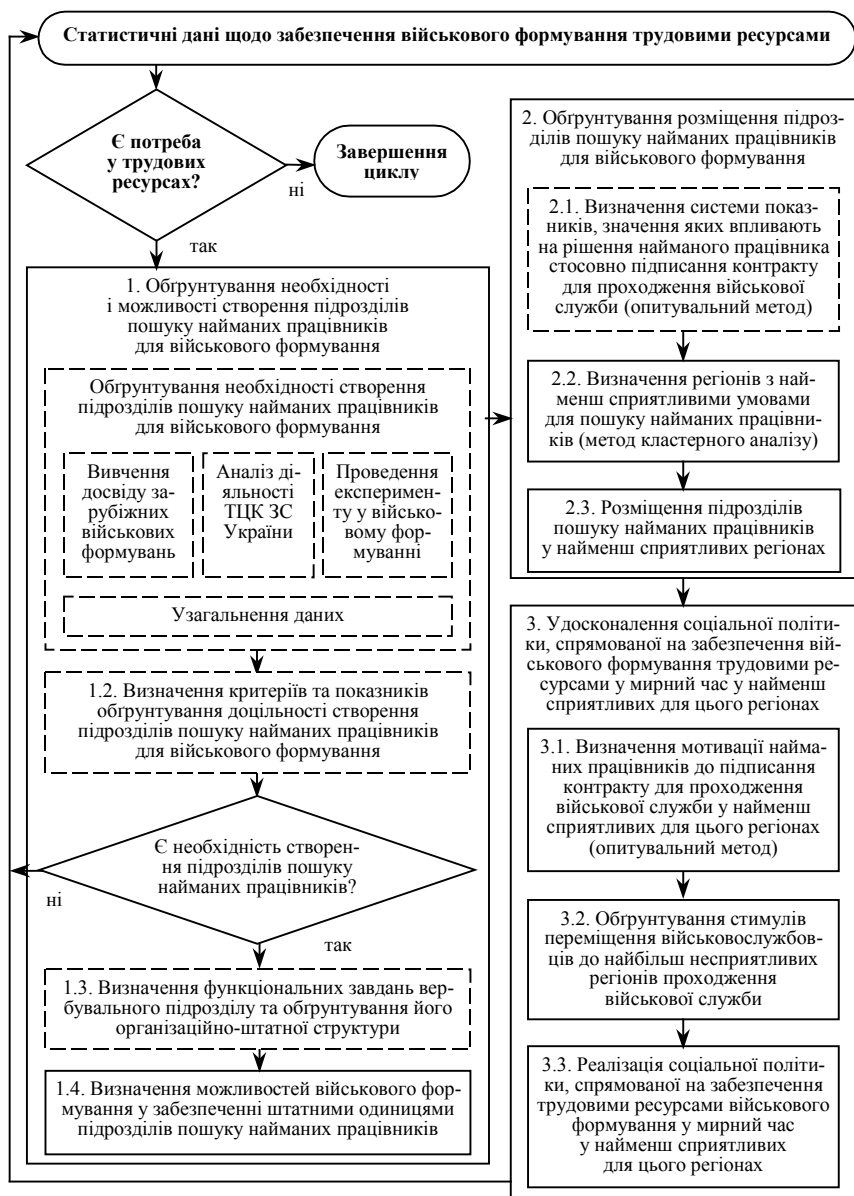 Статистичні дані щодо забезпечення військового формування трудовими ресурсами
Є потреба
у трудових
ресурсах?
Завершення
циклу
ні
так
1. Обґрунтування необхідності
і можливості створення підрозділів
пошуку найманих працівників
для військового формування
Обґрунтування необхідності створення
підрозділів пошуку найманих працівників
для військового формування
Вивчення
досвіду за-
рубіжних
військових
формувань
Аналіз ді-
яльності
ТЦК ЗС
України
Проведення
експеримен-
ту у військо-
вому фор-
муванні
Узагальнення даних
1.2. Визначення критеріїв та показників
обґрунтування доцільності створення
підрозділів пошуку найманих працівників
для військового формування
Є необхідність створен-
ня підрозділів пошуку
найманих працівників?
ні
так
1.3. Визначення функціональних завдань вер-
бувального підрозділу та обґрунтування його
організаційно-штатної структури
1.4. Визначення можливостей військового фор-
мування у забезпеченні штатними одиницями
підрозділів пошуку найманих працівників
2. Обґрунтування розміщення підроз-
ділів пошуку найманих працівників
для військового формування
2.1. Визначення системи показ-
ників, значення яких впливають
на рішення найманого працівника
стосовно підписання контракту
для проходження військової
служби (опитувальний метод)
2.2. Визначення регіонів з най-
менш сприятливими умовами
для пошуку найманих працівни-
ків (метод кластерного аналізу)
2.3. Розміщення підрозділів
пошуку найманих працівників
у найменш сприятливих регіонах
3. Удосконалення соціальної політи-
ки, спрямованої на забезпечення вій-
ськового формування трудовими ре-
сурсами у мирний час у найменш
сприятливих для цього регіонах
3.1. Визначення мотивації найма-
них працівників до підписання
контракту для проходження
військової служби у найменш
сприятливих для цього регіонах
(опитувальний метод)
3.2. Обґрунтування стимулів
переміщення військовослужбов-
ців до найбільш несприятливих
регіонів проходження
військової служби
3.3. Реалізація соціальної політи-
ки, спрямованої на забезпечення
трудовими ресурсами військового
формування у мирний час
у найменш сприятливих
для цього регіонах